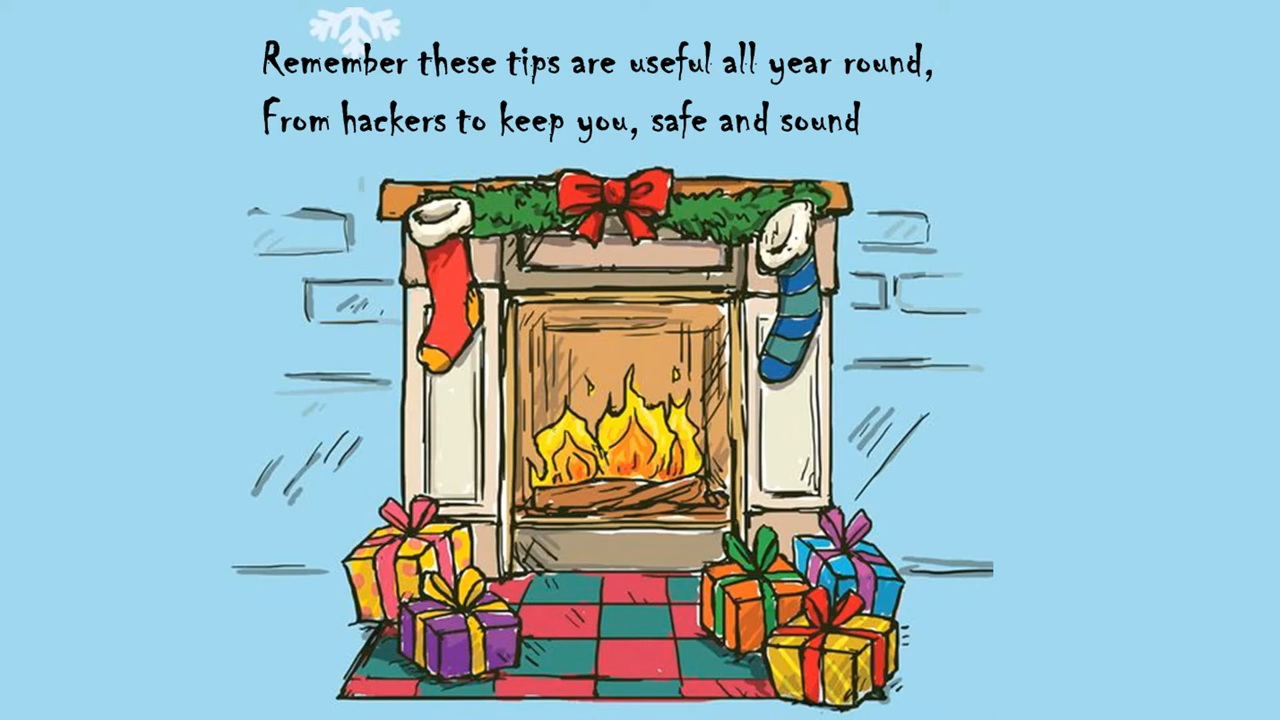 Remember these tips are useful all year round,
From hackers to keep you, safe and sound